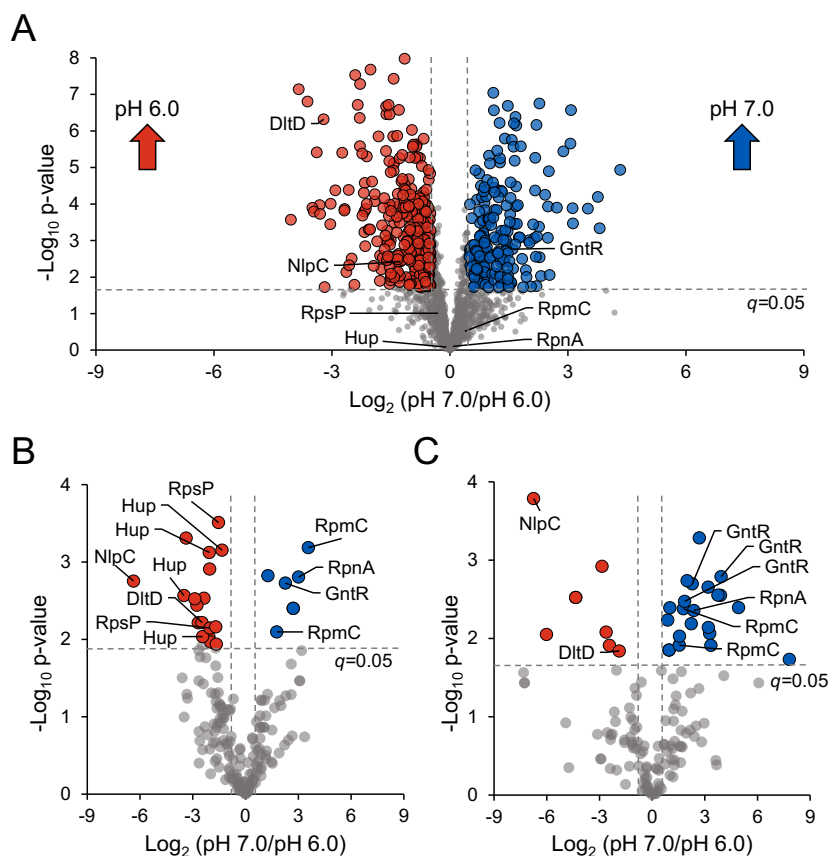 A
8
7
6
5
4
3
2
1
0
-Log10 p-value
pH 6.0
pH 7.0
DltD
GntR
NlpC
RpsP
RpmC
Hup
RpnA
q=0.05
-9
-6
-3
0
3
6
9
Log2 (pH 7.0/pH 6.0)
B
4
3
2
1
0
-Log10 p-value
RpsP
Hup
Hup
NlpC
Hup
DltD
RpsP
Hup
RpmC
RpnA
GntR
RpmC
q=0.05
-9
-6
-3
0
3
6
9
Log2 (pH 7.0/pH 6.0)
C
4
3
2
1
0
-Log10 p-value
NlpC
GntR
GntR
GntR
RpnA
RpmC
DltD
RpmC
q=0.05
-9
-6
-3
0
3
6
9
Log2 (pH 7.0/pH 6.0)